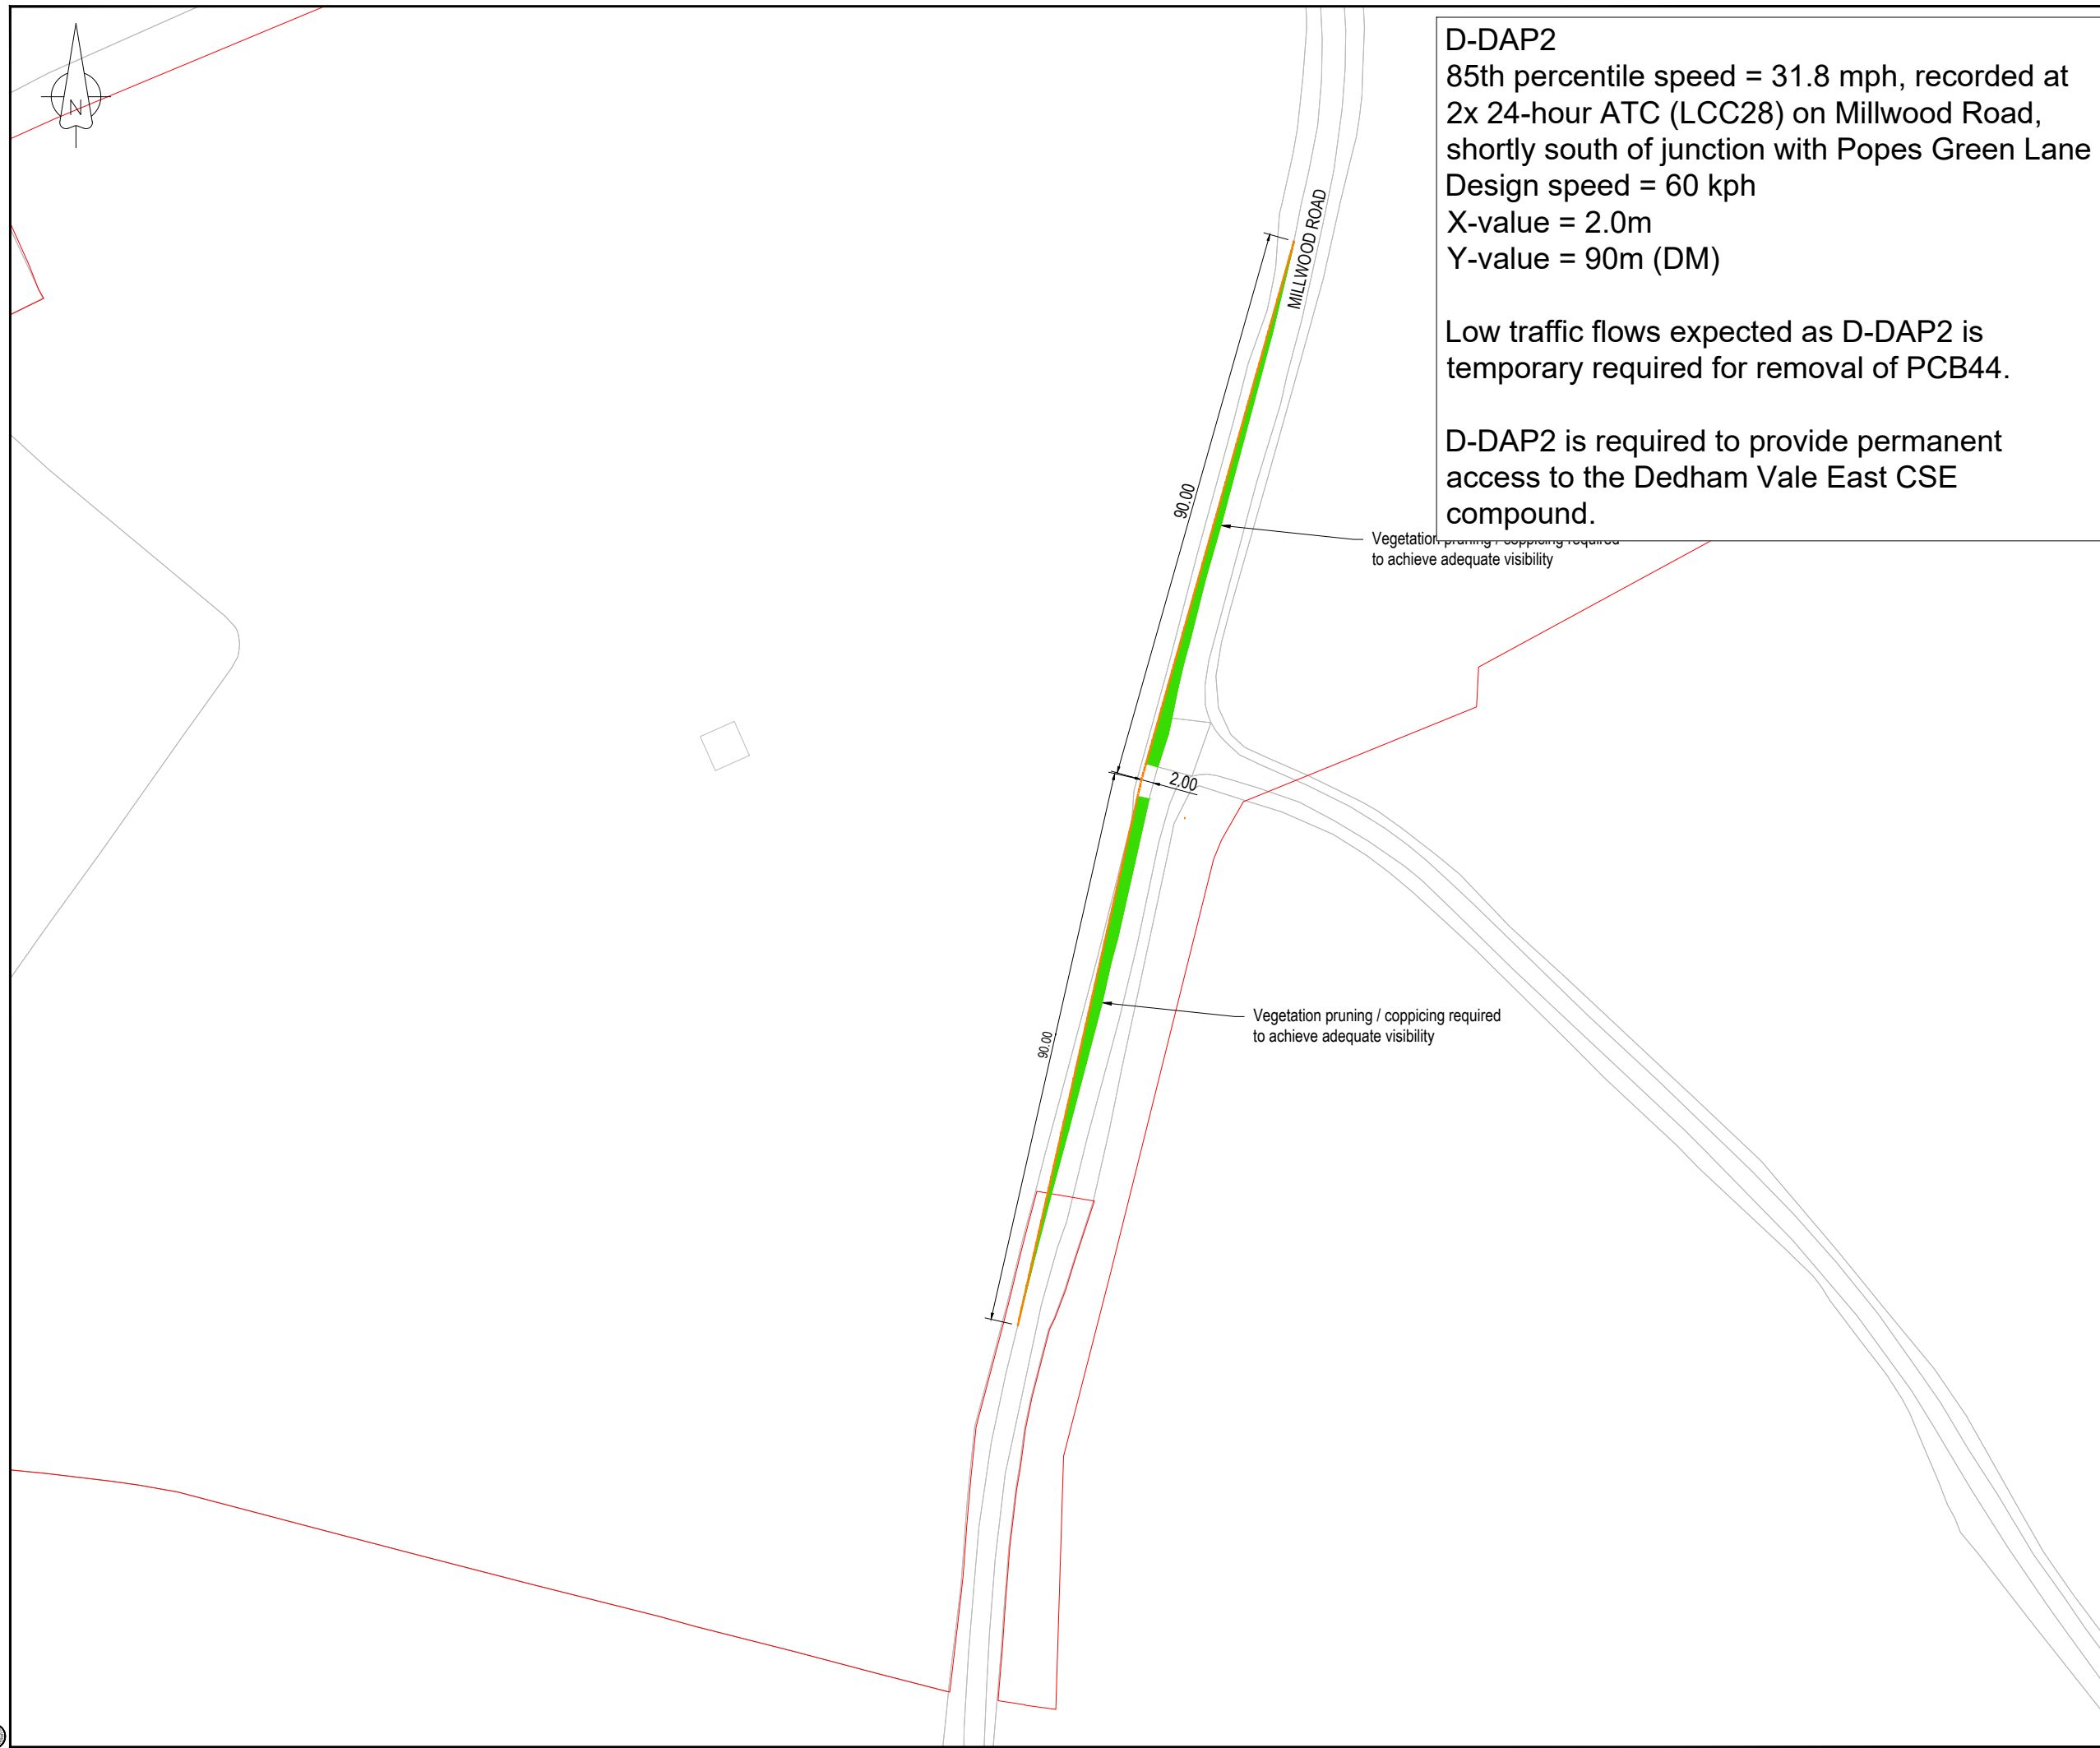 N
D-DAP2
85th percentile speed = 31.8 mph, recorded at
2x 24-hour ATC (LCC28) on Millwood Road,
shortly south of junction with Popes Green Lane
Design speed = 60 kph
X-value = 2.0m
Y-value = 90m (DM)
Low traffic flows expected as D-DAP2 is
temporary required for removal of PCB44.
D-DAP2 is required to provide permanent
access to the Dedham Vale East CSE
compound.
MILLWOOD ROAD
90.00
Vegetation pruning / coppicing required
to achieve adequate visibility
2.00
90.00
Vegetation pruning / coppicing required
to achieve adequate visibility